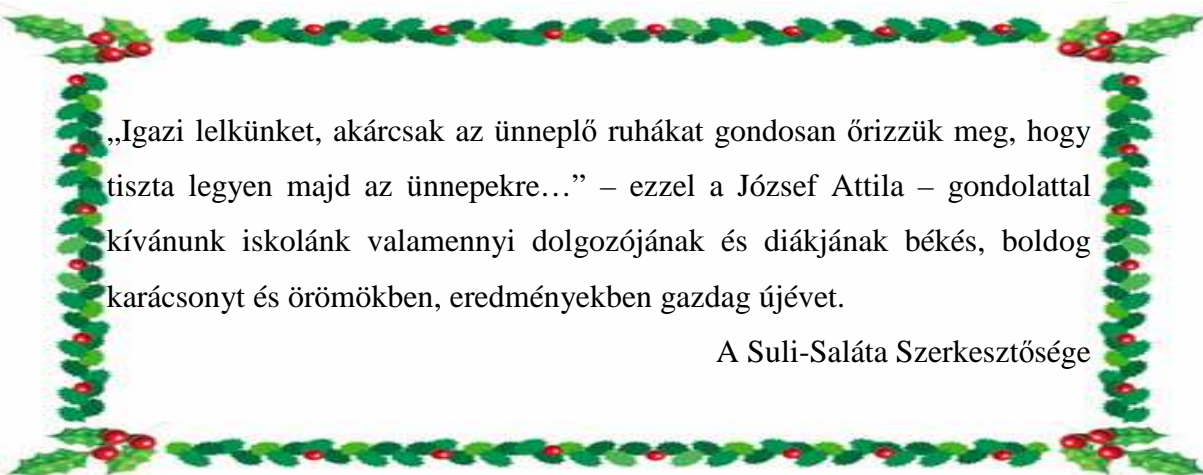 „Igazi lelkünket, akárcsak az ünneplő ruhákat gondosan őrizzük meg, hogy
tiszta legyen majd az ünnepekre…” – ezzel a József Attila – gondolattal
kívánunk iskolánk valamennyi dolgozójának és diákjának békés, boldog
karácsonyt és örömökben, eredményekben gazdag újévet.
A Suli-Saláta Szerkesztősége